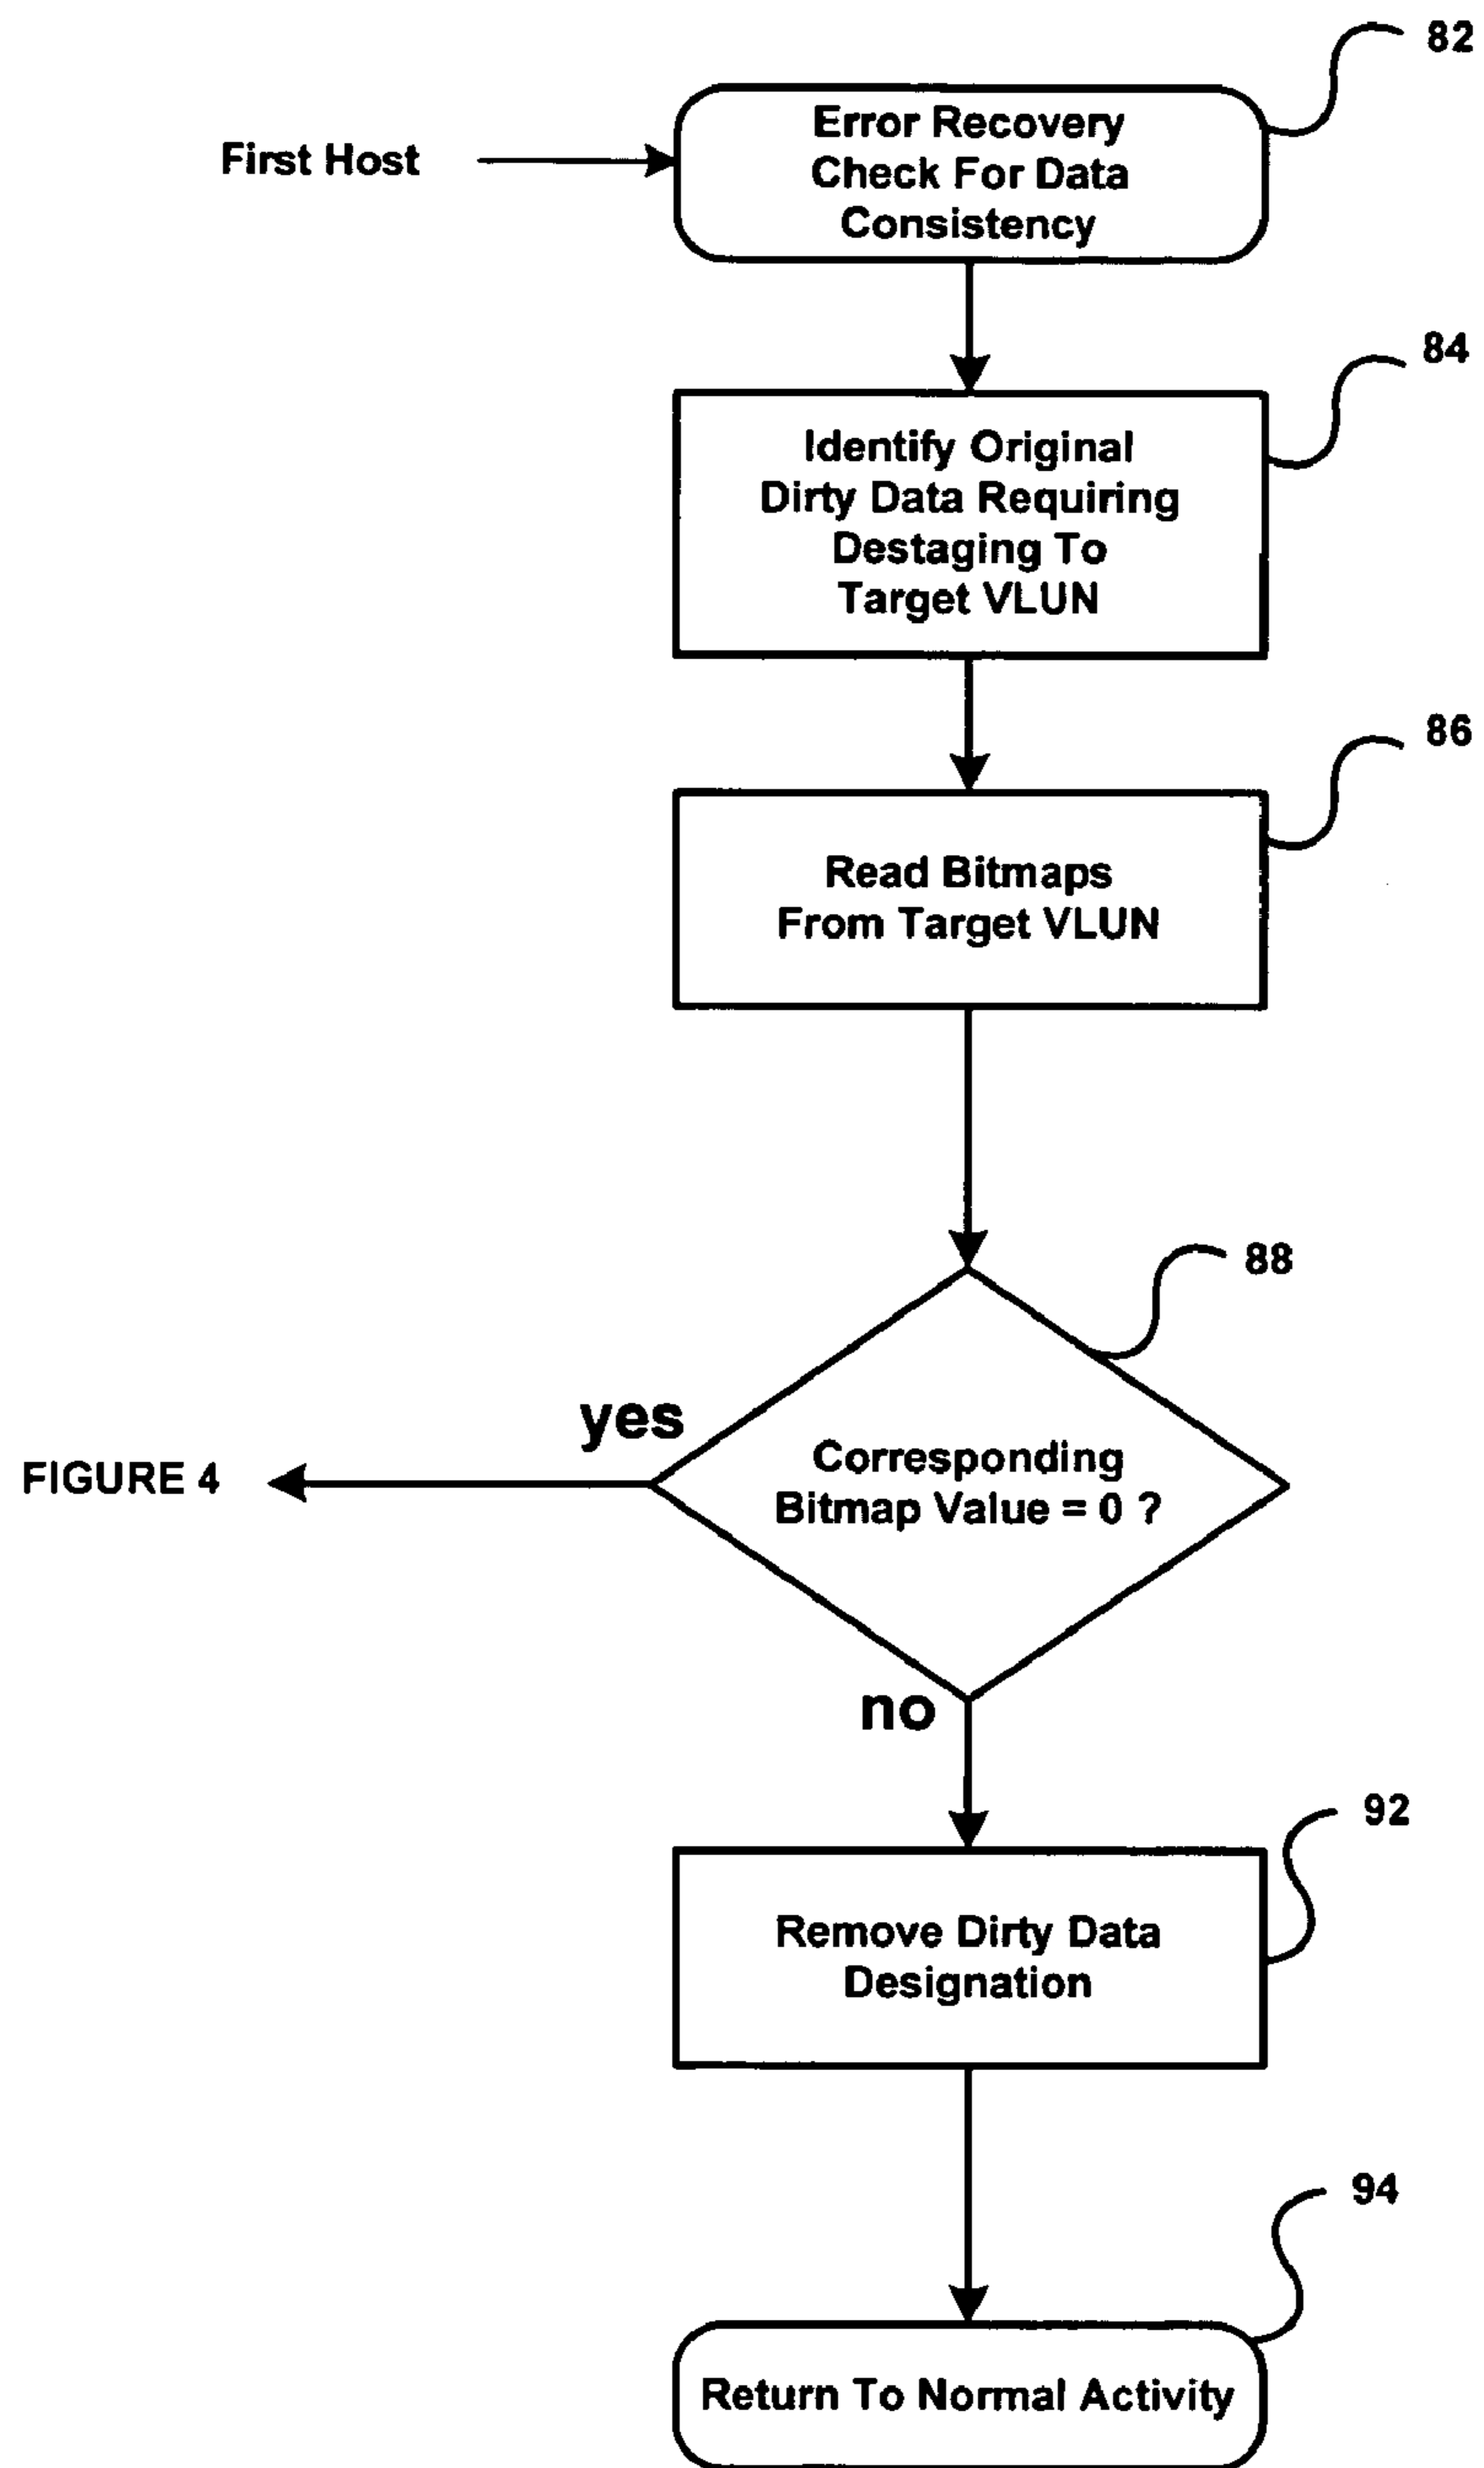 82
Error Recovery
First Host
Check For Data
Consistency
84
Identify Original
Dirty Data Requiring
Destaging To
Target VLUN
86
Read Bitmaps
From Target VLUN
88
yes
Corresponding
FIGURE 4
Bitmap Value = 0 ?
no
92
Remove Dirty Data
Designation
94
Return To Normal Activity